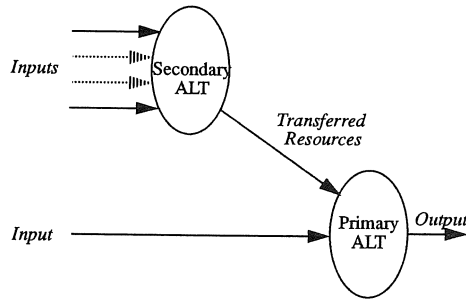 Inputs
Secondary
ALT
Transferred
Resources
Input
Primary
ALT
Output